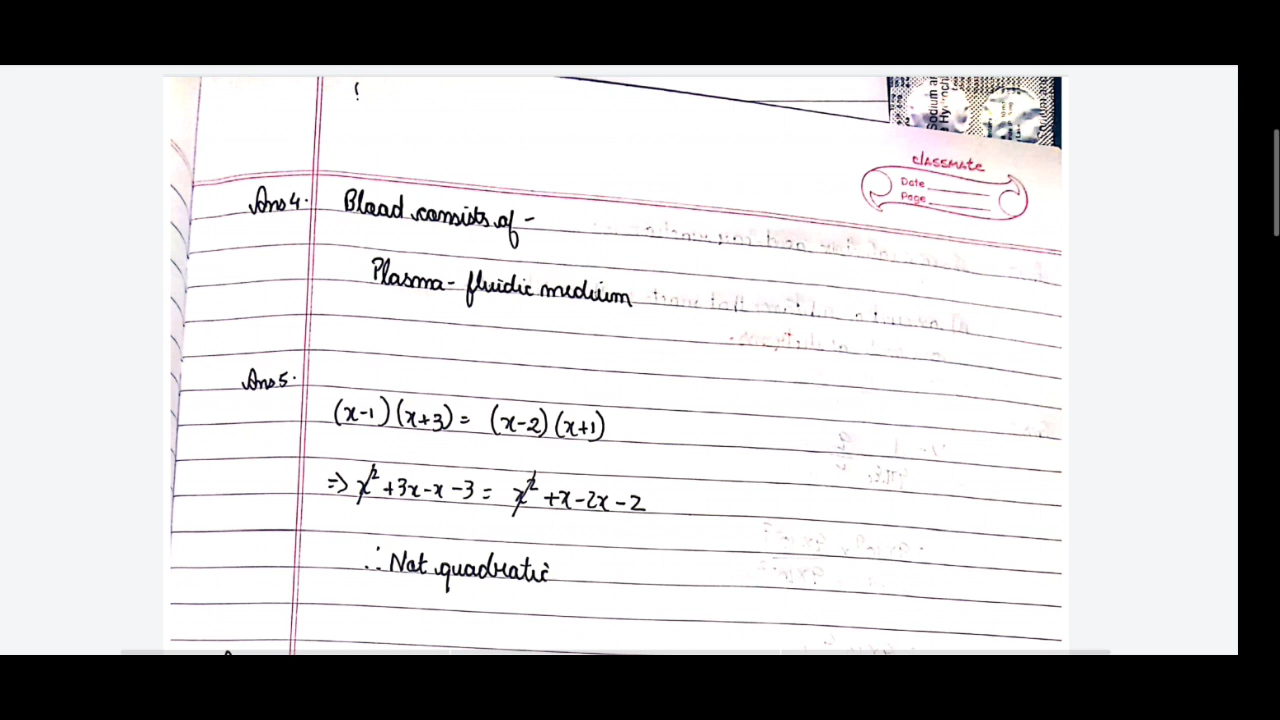 Sodium a
classmate
Date
Page
Ans 4.
Blood consists of -
Plasma - fluidic medium
Ans 5.
(x-1)(x+3) = (x-2)(x+1)
⇒ x² +3x-x-3 = x² +x-2x-2
∴ Not quadratic